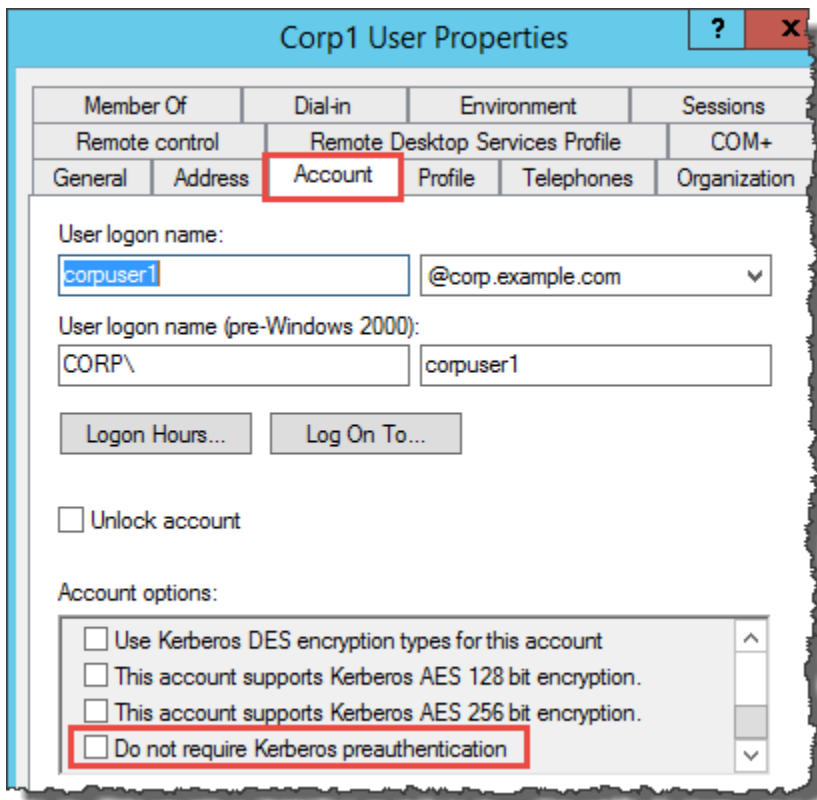 Corp1 User Properties ? x
Member Of Dial-in Environment Sessions
Remote control Remote Desktop Services Profile COM+
General Address Account Profile Telephones Organization
User logon name:
corpuser1 @corp.example.com
User logon name (pre-Windows 2000):
CORP\ corpuser1
Logon Hours... Log On To...
Unlock account
Account options:
Use Kerberos DES encryption types for this account
This account supports Kerberos AES 128 bit encryption.
This account supports Kerberos AES 256 bit encryption.
Do not require Kerberos preauthentication